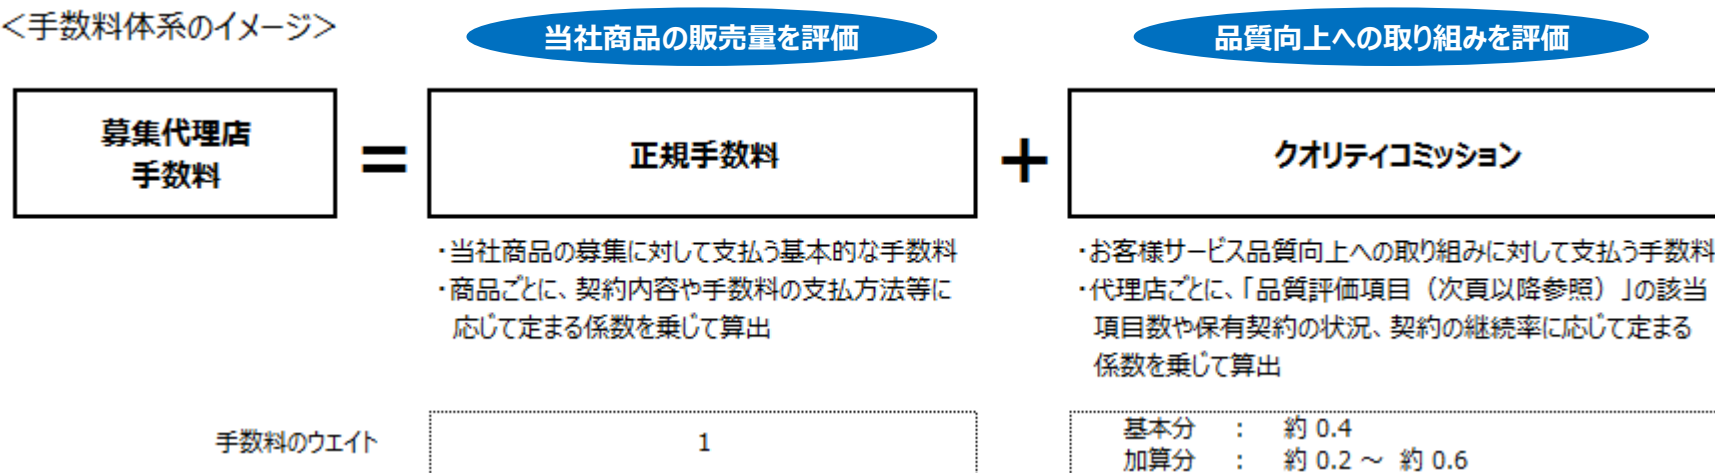 <手数料体系のイメージ>
当社商品の販売量を評価
品質向上への取り組みを評価
募集代理店
手数料
=
正規手数料
+
クオリティコミッション
・当社商品の募集に対して支払う基本的な手数料
・商品ごとに、契約内容や手数料の支払方法等に
応じて定まる係数を乗じて算出
・お客様サービス品質向上への取り組みに対して支払う手数料
・代理店ごとに、「品質評価項目（次頁以降参照）」の該当
項目数や保有契約の状況、契約の継続率に応じて定まる
係数を乗じて算出
手数料のウエイト
1
基本分 : 約 0.4
加算分 : 約 0.2 ～ 約 0.6